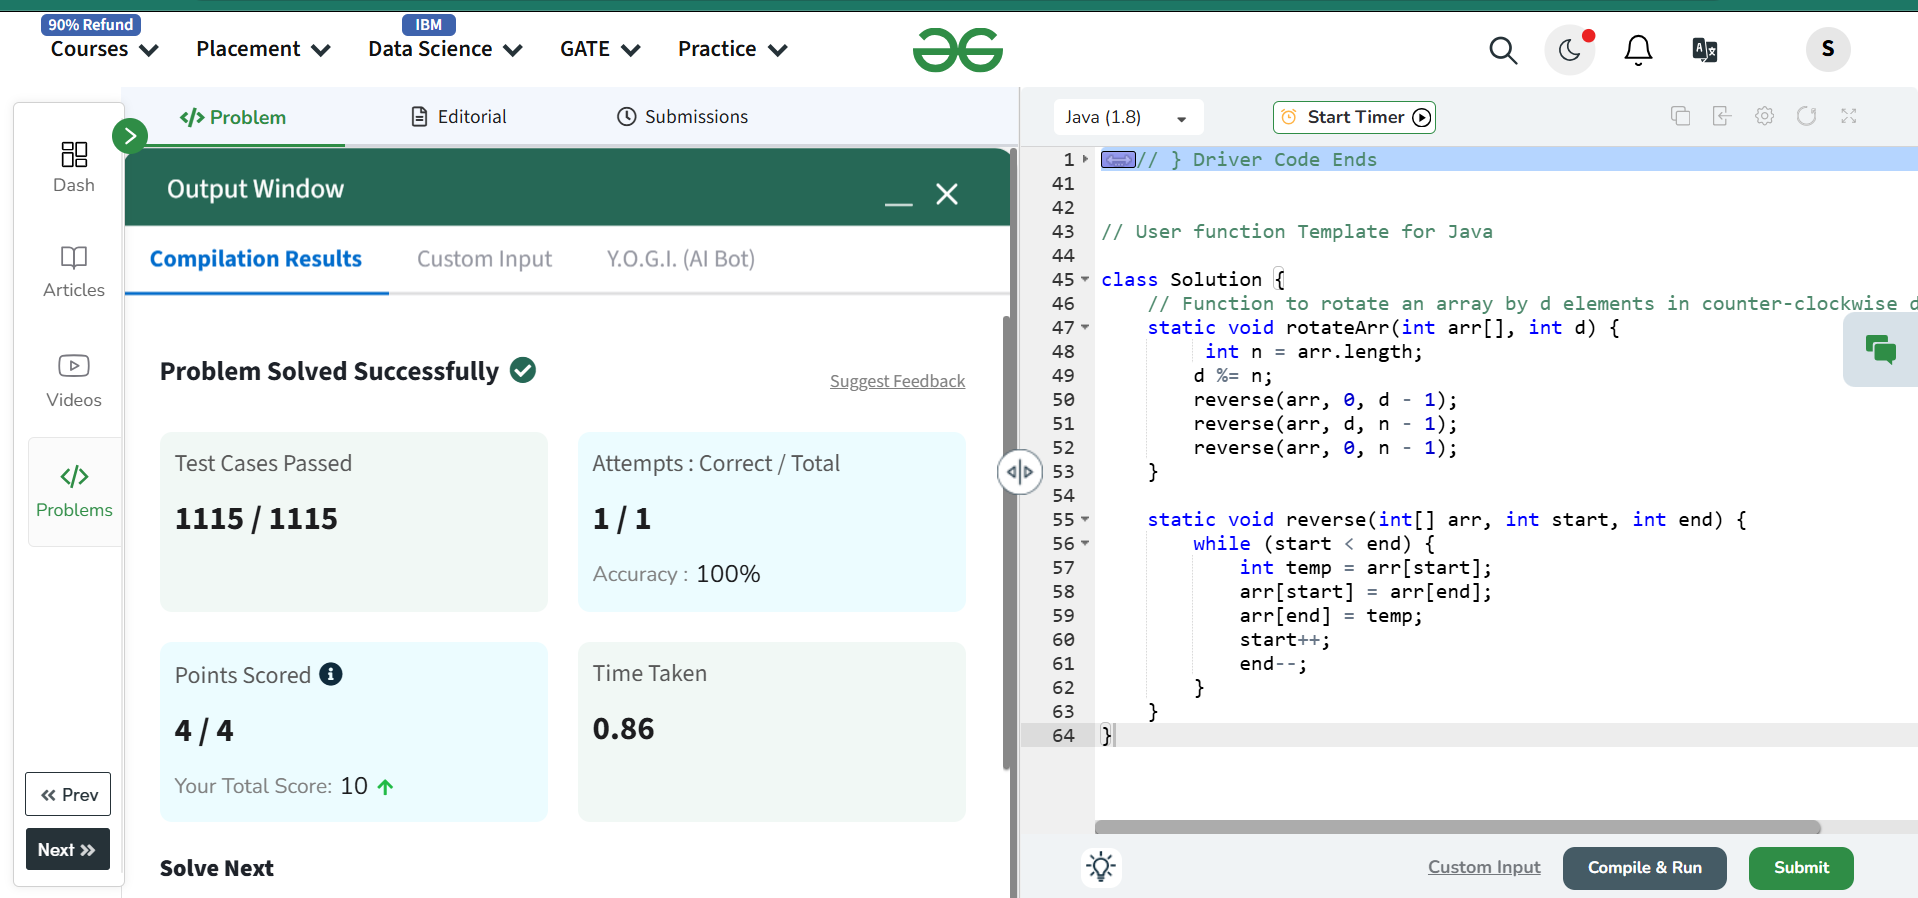 90% Refund
IBM
Courses Placement Data Science GATE Practice
S
Dash
Articles
Videos
</> Problems
Prev
Next
</> Problem Editorial Submissions
Output Window
Compilation Results Custom Input Y.O.G.I. (AI Bot)
Problem Solved Successfully
Suggest Feedback
Test Cases Passed
1115 / 1115
Attempts : Correct / Total
1 / 1
Accuracy : 100%
Points Scored
4 / 4
Your Total Score: 10
Time Taken
0.86
Solve Next
Java (1.8) Start Timer
1 // } Driver Code Ends
41
42
43 // User function Template for Java
44
45 class Solution {
46 // Function to rotate an array by d elements in counter-clockwise d
47 static void rotateArr(int arr[], int d) {
48 int n = arr.length;
49 d %= n;
50 reverse(arr, 0, d - 1);
51 reverse(arr, d, n - 1);
52 reverse(arr, 0, n - 1);
53 }
54
55 static void reverse(int[] arr, int start, int end) {
56 while (start < end) {
57 int temp = arr[start];
58 arr[start] = arr[end];
59 arr[end] = temp;
60 start++;
61 end--;
62 }
63 }
64 }
Custom Input Compile & Run Submit